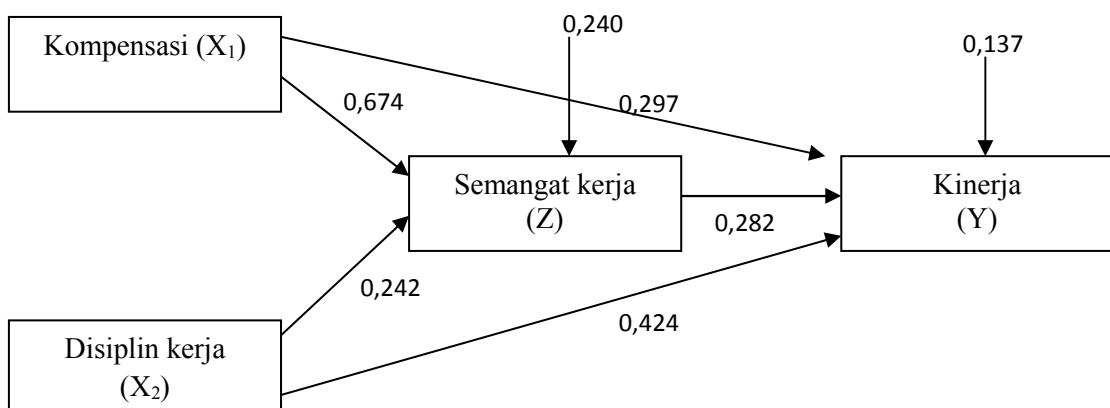 0,240
Kompensasi (X₁)
0,137
0,674
0,297
Semangat kerja
(Z)
Kinerja
(Y)
0,282
0,242
0,424
Disiplin kerja
(X₂)